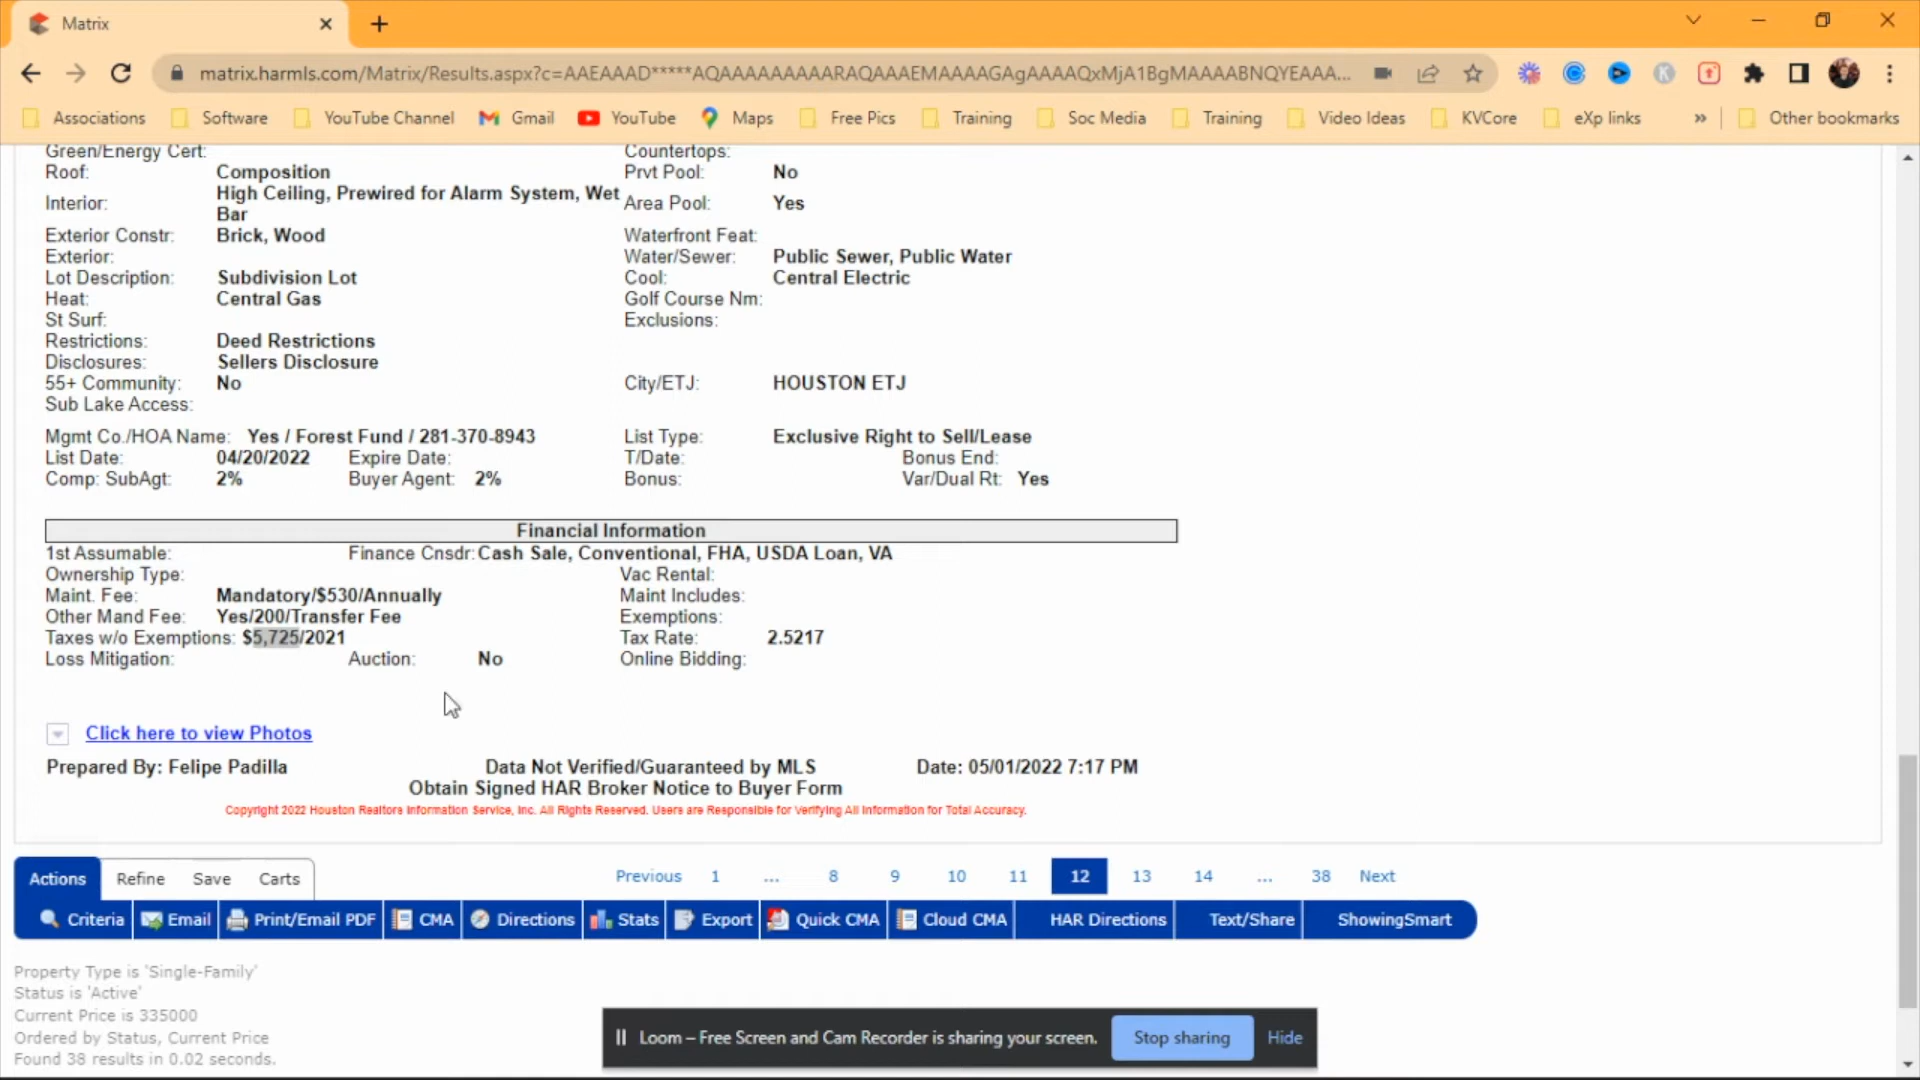 Matrix
matrix.harmls.com/Matrix/Results.aspx?c=AAEAAAD*****AQAAAAAAAAARAQAAAEMAAAAGAgAAAAQxMjA1BgMAAAABNQYEAAA...
Associations Software YouTube Channel Gmail YouTube Maps Free Pics Training Soc Media Training Video Ideas KVCore eXp links » Other bookmarks
Green/Energy Cert: Countertops:
Roof: Composition Prvt Pool: No
Interior: High Ceiling, Prewired for Alarm System, Wet
Bar Area Pool: Yes
Exterior Constr: Brick, Wood Waterfront Feat:
Exterior: Water/Sewer: Public Sewer, Public Water
Lot Description: Subdivision Lot Cool: Central Electric
Heat: Central Gas Golf Course Nm:
St Surf: Exclusions:
Restrictions: Deed Restrictions
Disclosures: Sellers Disclosure
55+ Community: No City/ETJ: HOUSTON ETJ
Sub Lake Access:
Mgmt Co./HOA Name: Yes / Forest Fund / 281-370-8943 List Type: Exclusive Right to Sell/Lease
List Date: 04/20/2022 Expire Date: T/Date: Bonus End:
Comp: SubAgt: 2% Buyer Agent: 2% Bonus: Var/Dual Rt: Yes
Financial Information
1st Assumable: Finance Cnsdr: Cash Sale, Conventional, FHA, USDA Loan, VA
Ownership Type: Vac Rental:
Maint. Fee: Mandatory/$530/Annually Maint Includes:
Other Mand Fee: Yes/200/Transfer Fee Exemptions:
Taxes w/o Exemptions: $5,725/2021 Tax Rate: 2.5217
Loss Mitigation: Auction: No Online Bidding:
Click here to view Photos
Prepared By: Felipe Padilla Data Not Verified/Guaranteed by MLS Date: 05/01/2022 7:17 PM
Obtain Signed HAR Broker Notice to Buyer Form
Copyright 2022 Houston Realtors Information Service, Inc. All Rights Reserved. Users are Responsible for Verifying All Information for Total Accuracy.
Actions Refine Save Carts Previous 1 ... 8 9 10 11 12 13 14 ... 38 Next
Criteria Email Print/Email PDF CMA Directions Stats Export Quick CMA Cloud CMA HAR Directions Text/Share ShowingSmart
Property Type is 'Single-Family'
Status is 'Active'
Current Price is 335000
Ordered by Status, Current Price
Found 38 results in 0.02 seconds.
Loom – Free Screen and Cam Recorder is sharing your screen. Stop sharing Hide